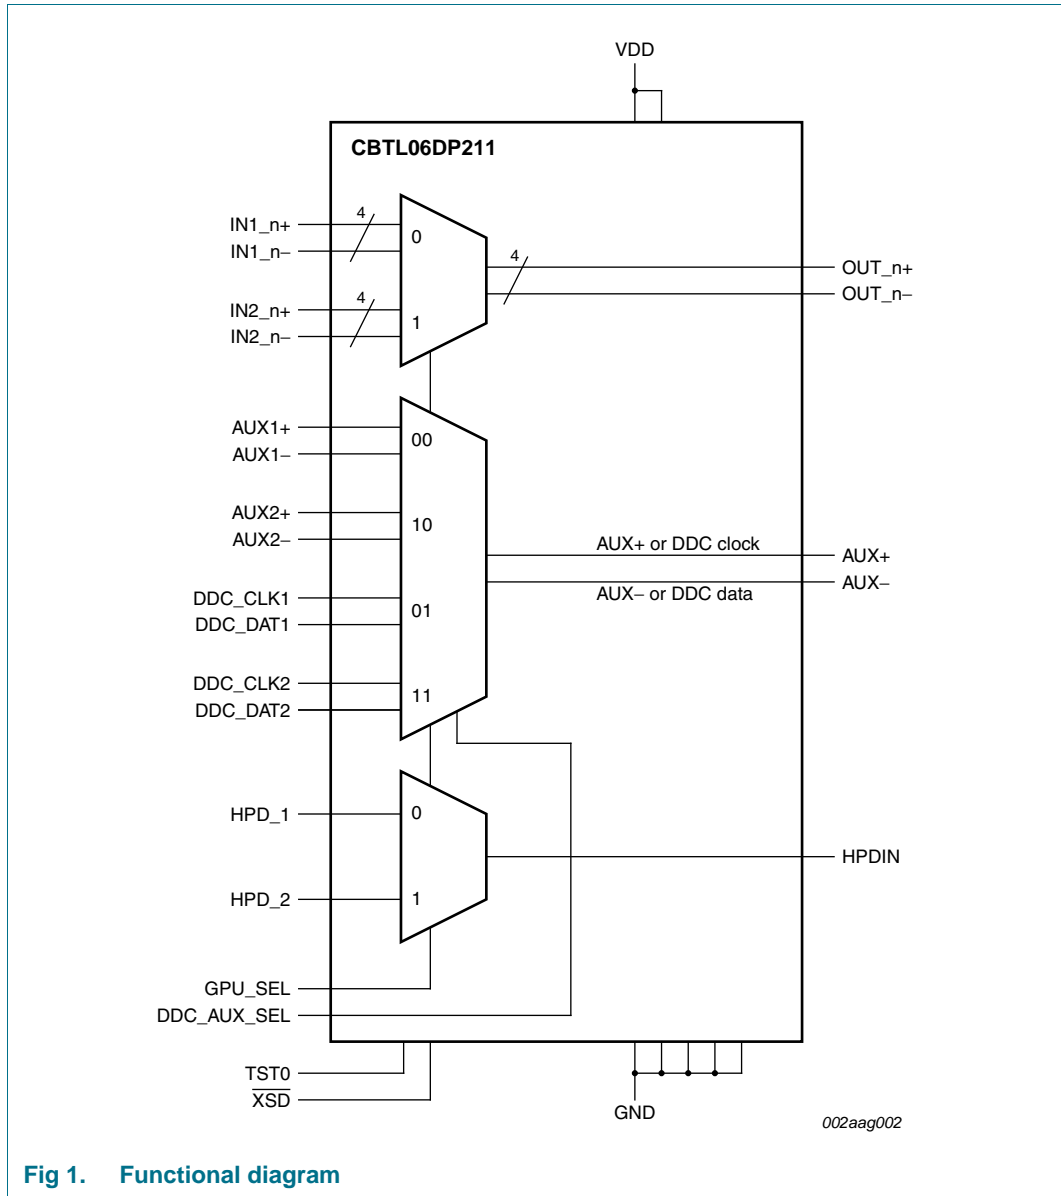 VDD
CBTL06DP211
IN1_n+
4
0
IN1_n−
4
OUT_n+
OUT_n−
IN2_n+
4
1
IN2_n−
AUX1+
00
AUX1−
AUX2+
10
AUX2−
AUX+ or DDC clock
AUX+
AUX− or DDC data
AUX−
DDC_CLK1
01
DDC_DAT1
DDC_CLK2
11
DDC_DAT2
HPD_1
0
HPDIN
HPD_2
1
GPU_SEL
DDC_AUX_SEL
TST0
XSD
GND
002aag002
Fig 1. Functional diagram